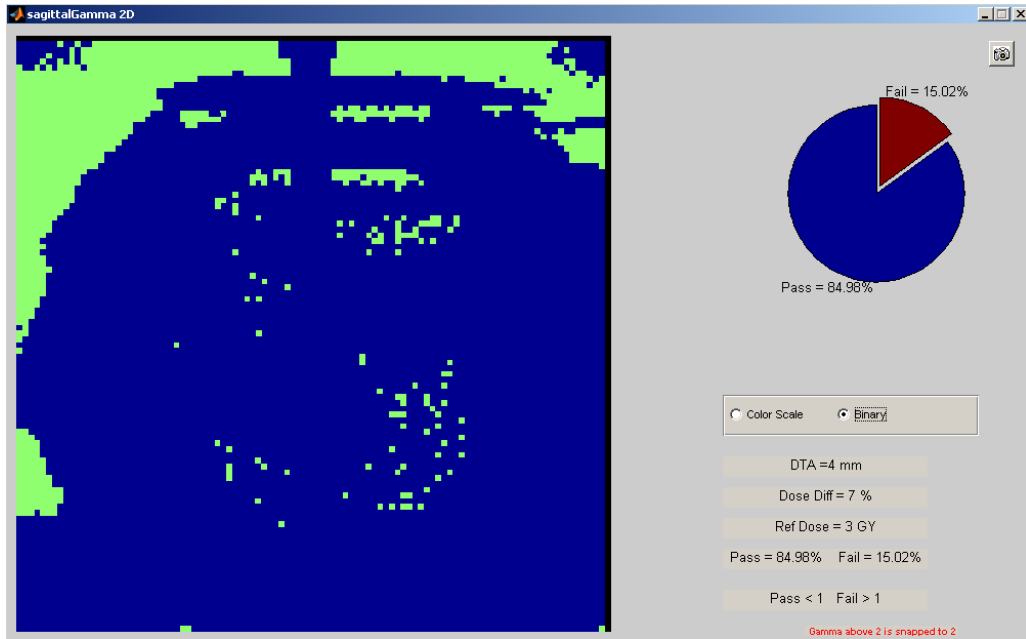 sagittalGamma 2D
Fail = 15.02%
Pass = 84.98%
Color Scale Binary
DTA =4 mm
Dose Diff = 7 %
Ref Dose = 3 GY
Pass = 84.98% Fail = 15.02%
Pass < 1 Fail > 1
Gamma above 2 is snapped to 2